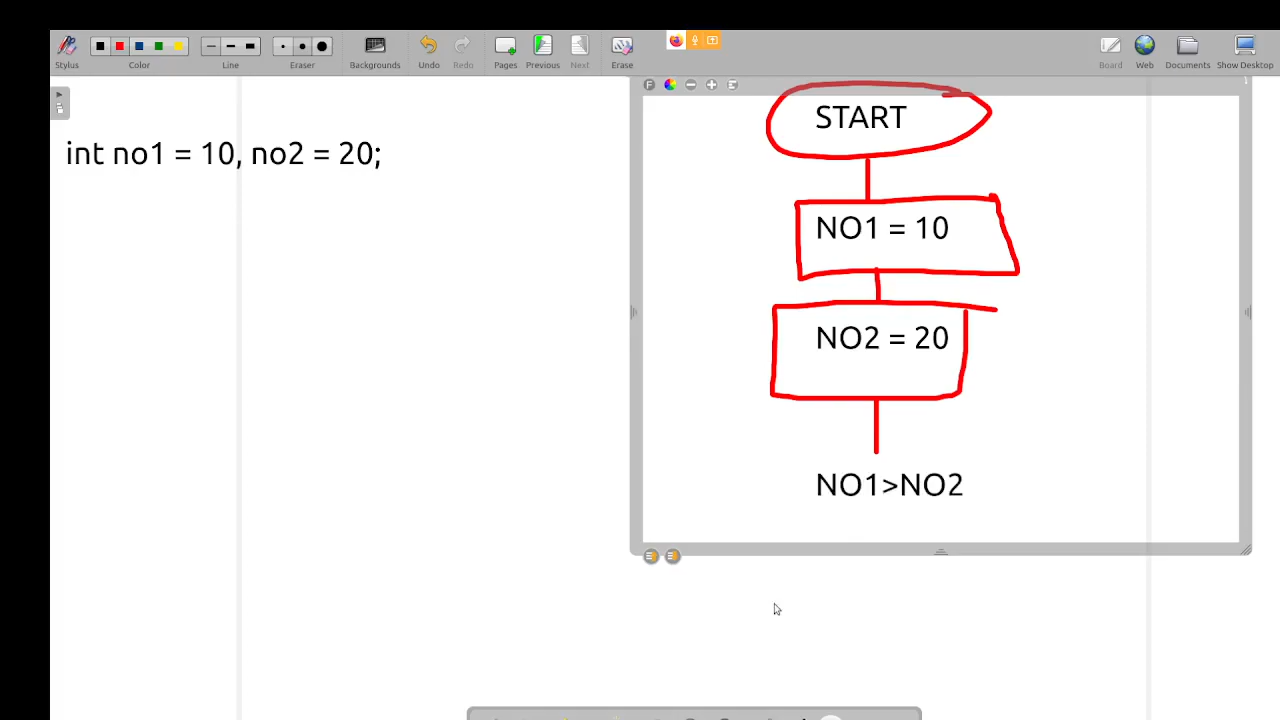 Stylus
Color
Line
Eraser
Backgrounds
Undo
Redo
Pages
Previous
Next
Erase
Board
Web
Documents
Show Desktop
int no1 = 10, no2 = 20;
F
1
START
NO1 = 10
NO2 = 20
NO1>NO2